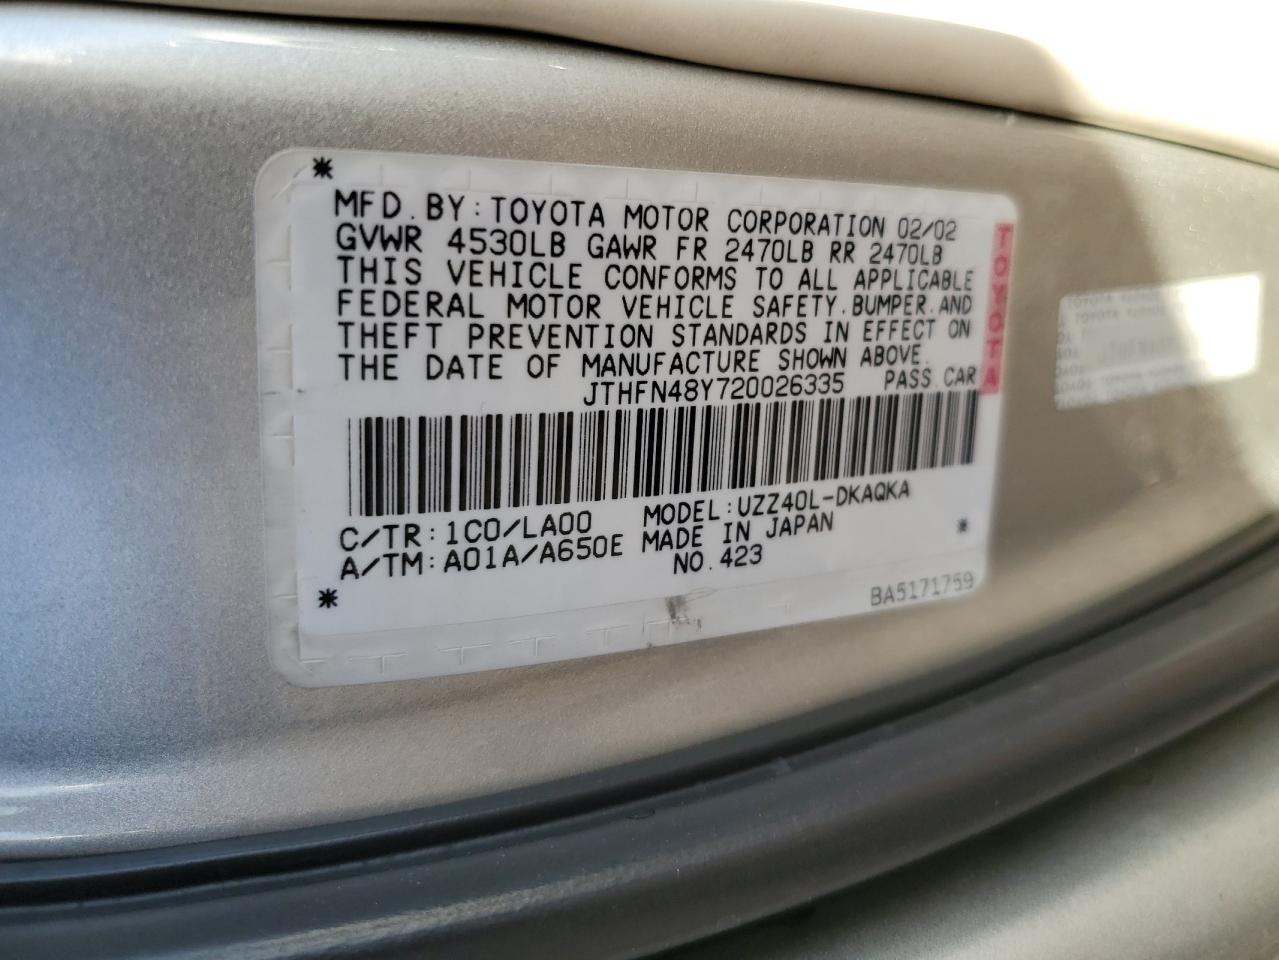 MFD. BY: TOYOTA MOTOR CORPORATION 02/02
GVWR 4530LB GAWR FR 2470LB RR 2470LB
THIS VEHICLE CONFORMS TO ALL APPLICABLE
FEDERAL MOTOR VEHICLE SAFETY, BUMPER, AND
THEFT PREVENTION STANDARDS IN EFFECT ON
THE DATE OF MANUFACTURE SHOWN ABOVE.
JTHFN48Y720026335 PASS CAR
TOYOTA
C/TR: 1C0/LA00 MODEL: UZZ40L-DKAQKA
A/TM: A01A/A650E MADE IN JAPAN
NO. 423
BA5171759
TOYOTA
TOYOTA
TOYOTA